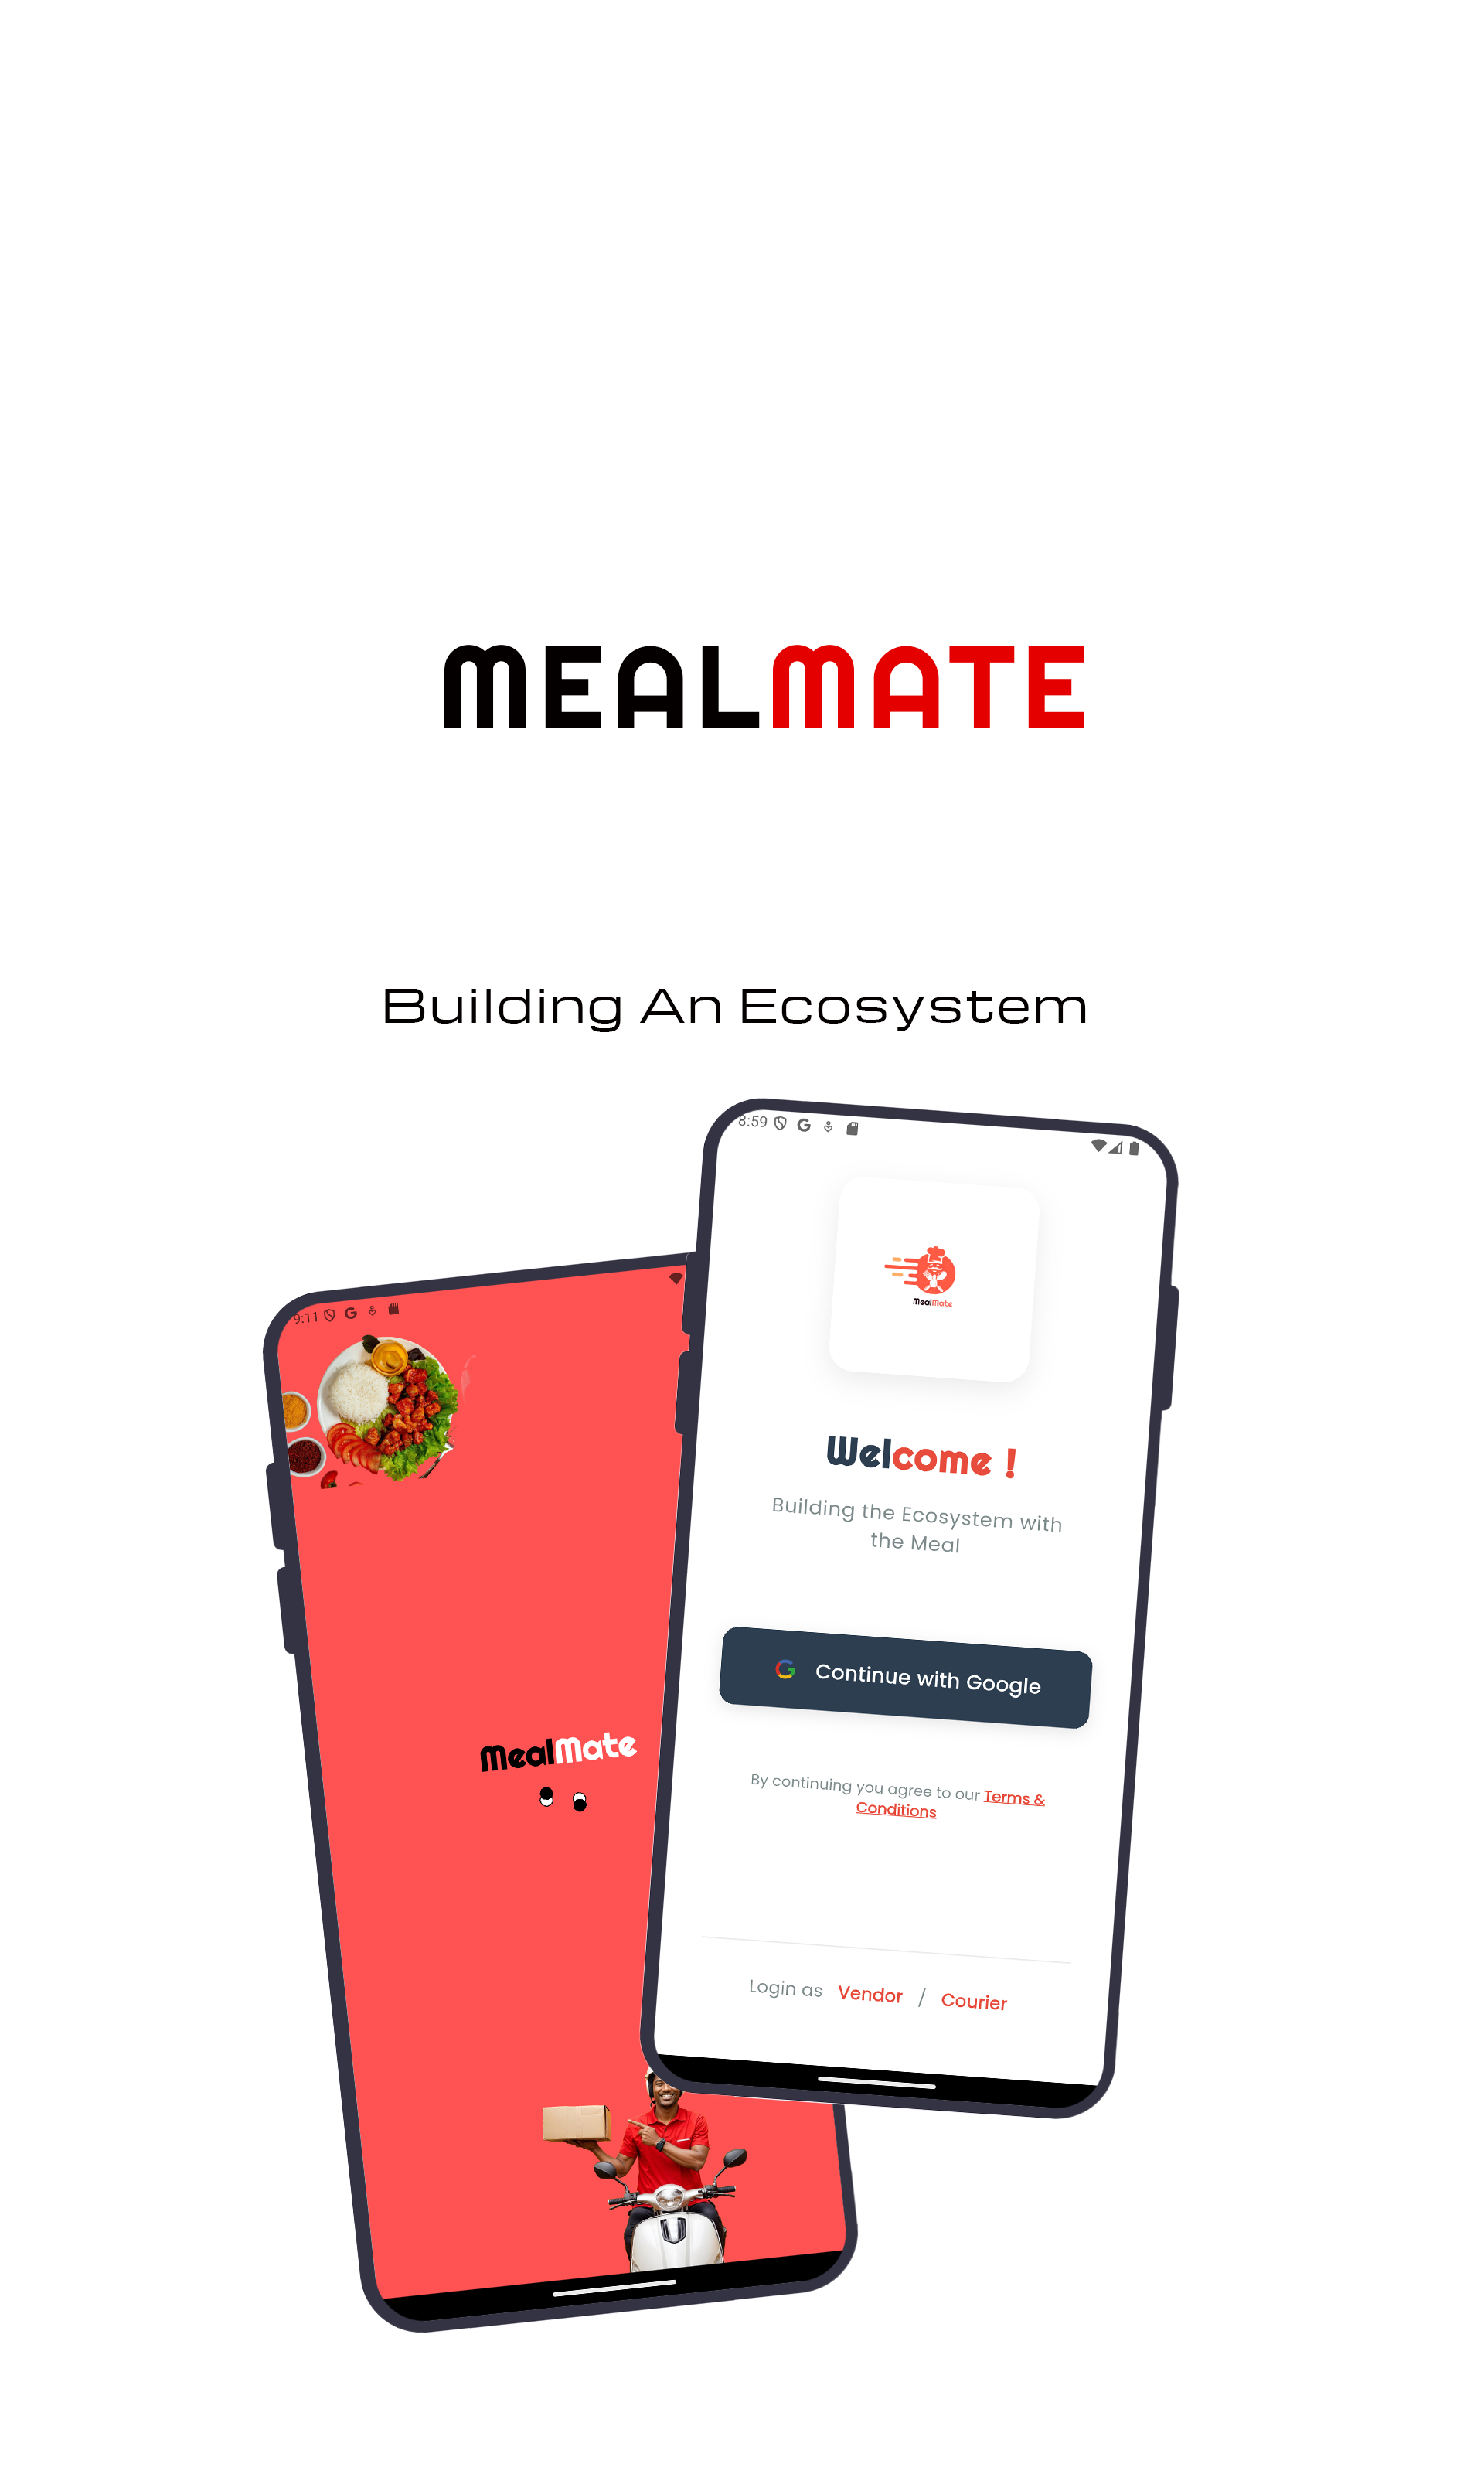 MEALMATE
Building An Ecosystem
8:59
MealMate
Welcome !
Building the Ecosystem with
the Meal
Continue with Google
By continuing you agree to our Terms &
Conditions
Login as Vendor / Courier
9:11
MealMate